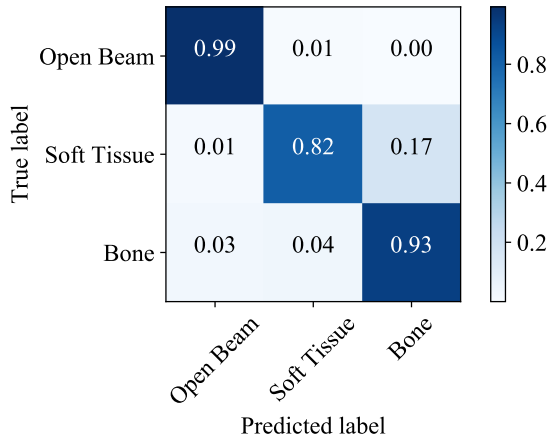 Open Beam 0.99 0.01 0.00
Soft Tissue 0.01 0.82 0.17
Bone 0.03 0.04 0.93
True label
Open Beam
Soft Tissue
Bone
Predicted label
0.8
0.6
0.4
0.2